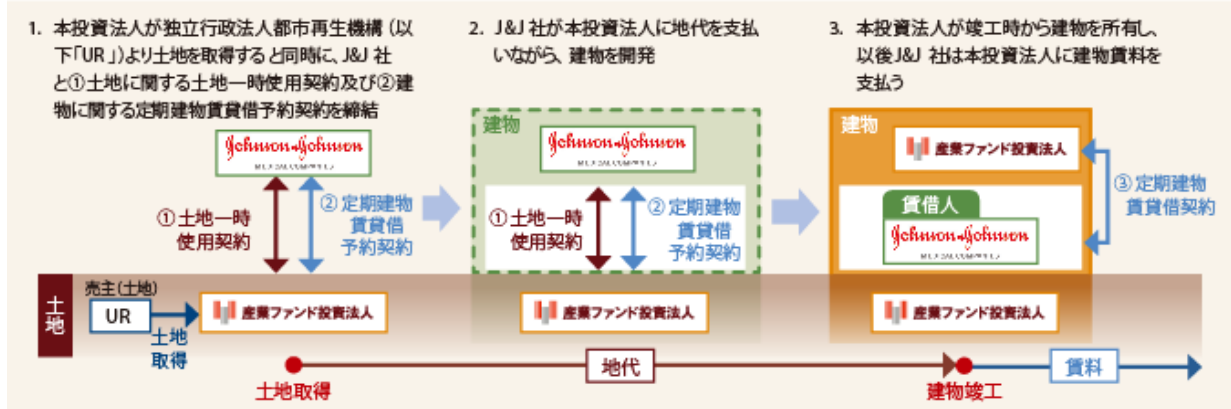 1. 本投資法人が独立行政法人都市再生機構（以
下「UR」）より土地を取得すると同時に、J&J 社
と①土地に関する土地一時使用契約及び②建
物に関する定期建物賃貸借予約契約を締結
2. J&J 社が本投資法人に地代を支払
いながら、建物を開発
3. 本投資法人が竣工時から建物を所有し、
以後J&J 社は本投資法人に建物賃料を
支払う
Johnson&Johnson
MEDICAL COMPANIES
①土地一時
使用契約
②定期建物
賃貸借
予約契約
建物
Johnson&Johnson
MEDICAL COMPANIES
①土地一時
使用契約
②定期建物
賃貸借
予約契約
建物
産業ファンド投資法人
賃借人
Johnson&Johnson
MEDICAL COMPANIES
③定期建物
賃貸借契約
土地
売主(土地)
UR
土地
取得
産業ファンド投資法人
産業ファンド投資法人
産業ファンド投資法人
土地取得
地代
建物竣工
賃料